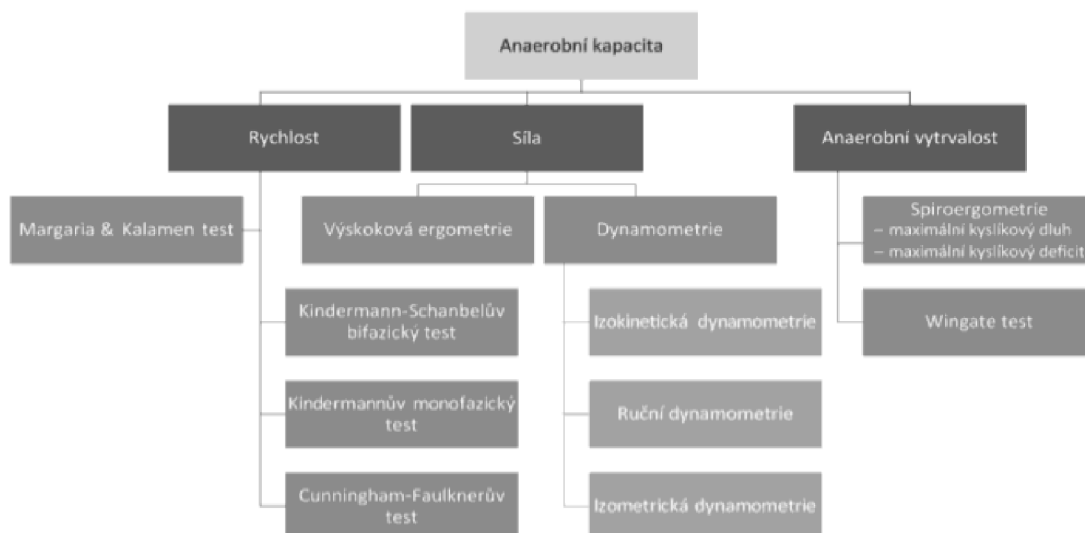 Anaerobní kapacita
Rychlost
Síla
Anaerobní vytrvalost
Margaria & Kalamen test
Výskoková ergometrie
Dynamometrie
Spiroergometrie
– maximální kyslíkový dluh
– maximální kyslíkový deficit
Kindermann-Schanbelův
bifazický test
Izokinetická dynamometrie
Wingate test
Kindermannův monofazický
test
Ruční dynamometrie
Cunningham-Faulknerův
test
Izometrická dynamometrie